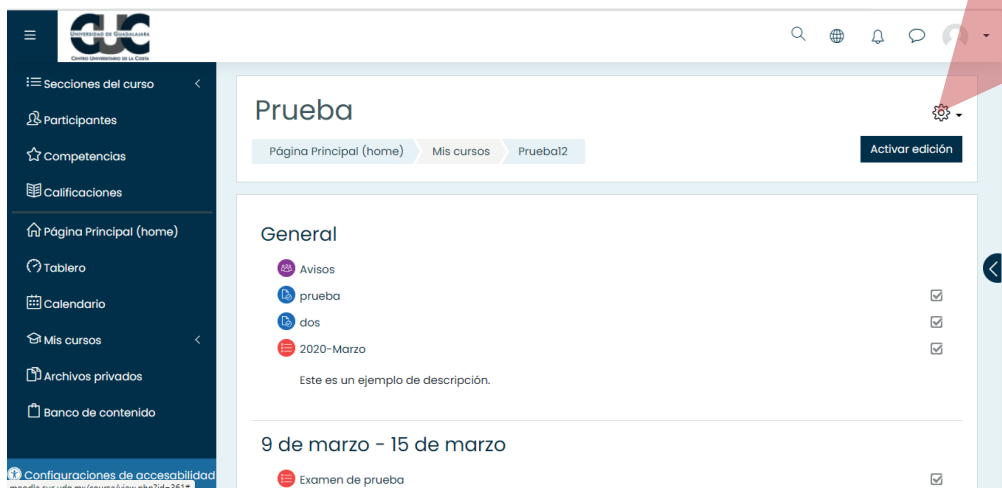 UNIVERSIDAD DE GUADALAJARA
CUC
CENTRO UNIVERSITARIO DE LA COSTA
Secciones del curso
Participantes
Competencias
Calificaciones
Página Principal (home)
Tablero
Calendario
Mis cursos
Archivos privados
Banco de contenido
Configuraciones de accesabilidad
Prueba
Página Principal (home) Mis cursos Prueba12
Activar edición
General
Avisos
prueba
dos
2020-Marzo
Este es un ejemplo de descripción.
9 de marzo - 15 de marzo
Examen de prueba